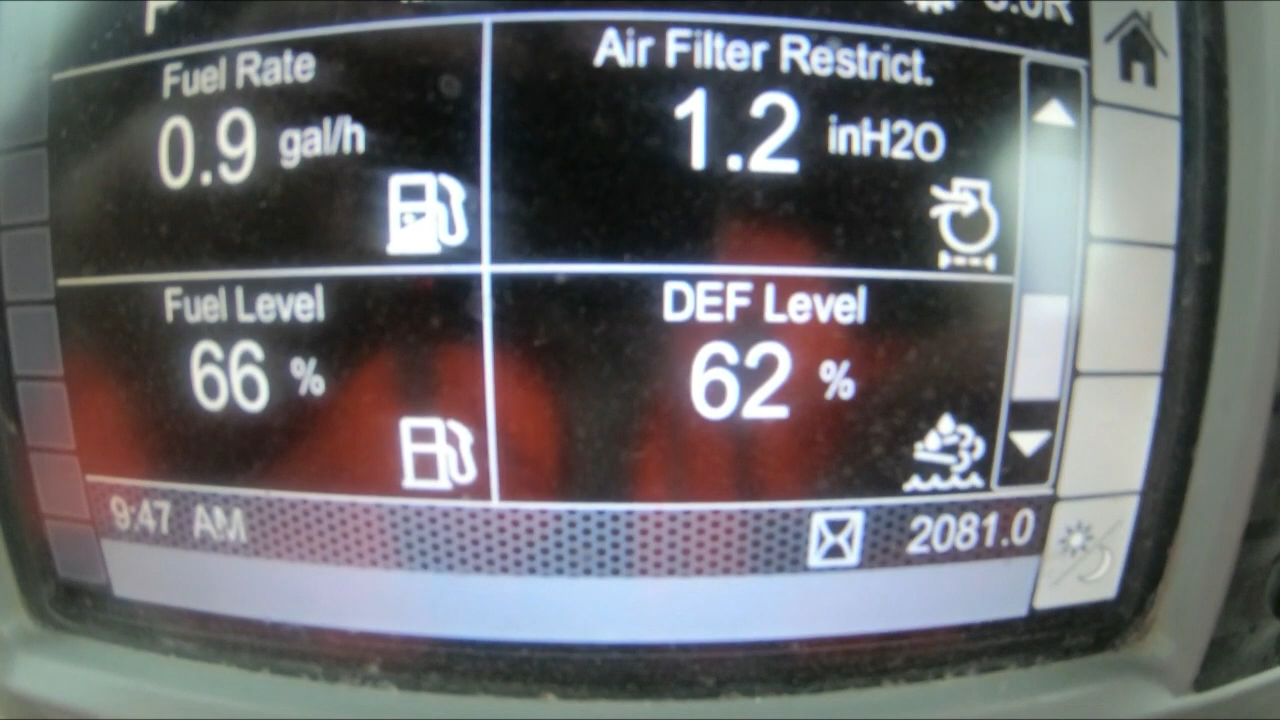 Fuel Rate
0.9 gal/h
Air Filter Restrict.
1.2 inH2O
Fuel Level
66 %
DEF Level
62 %
9:47 AM
2081.0